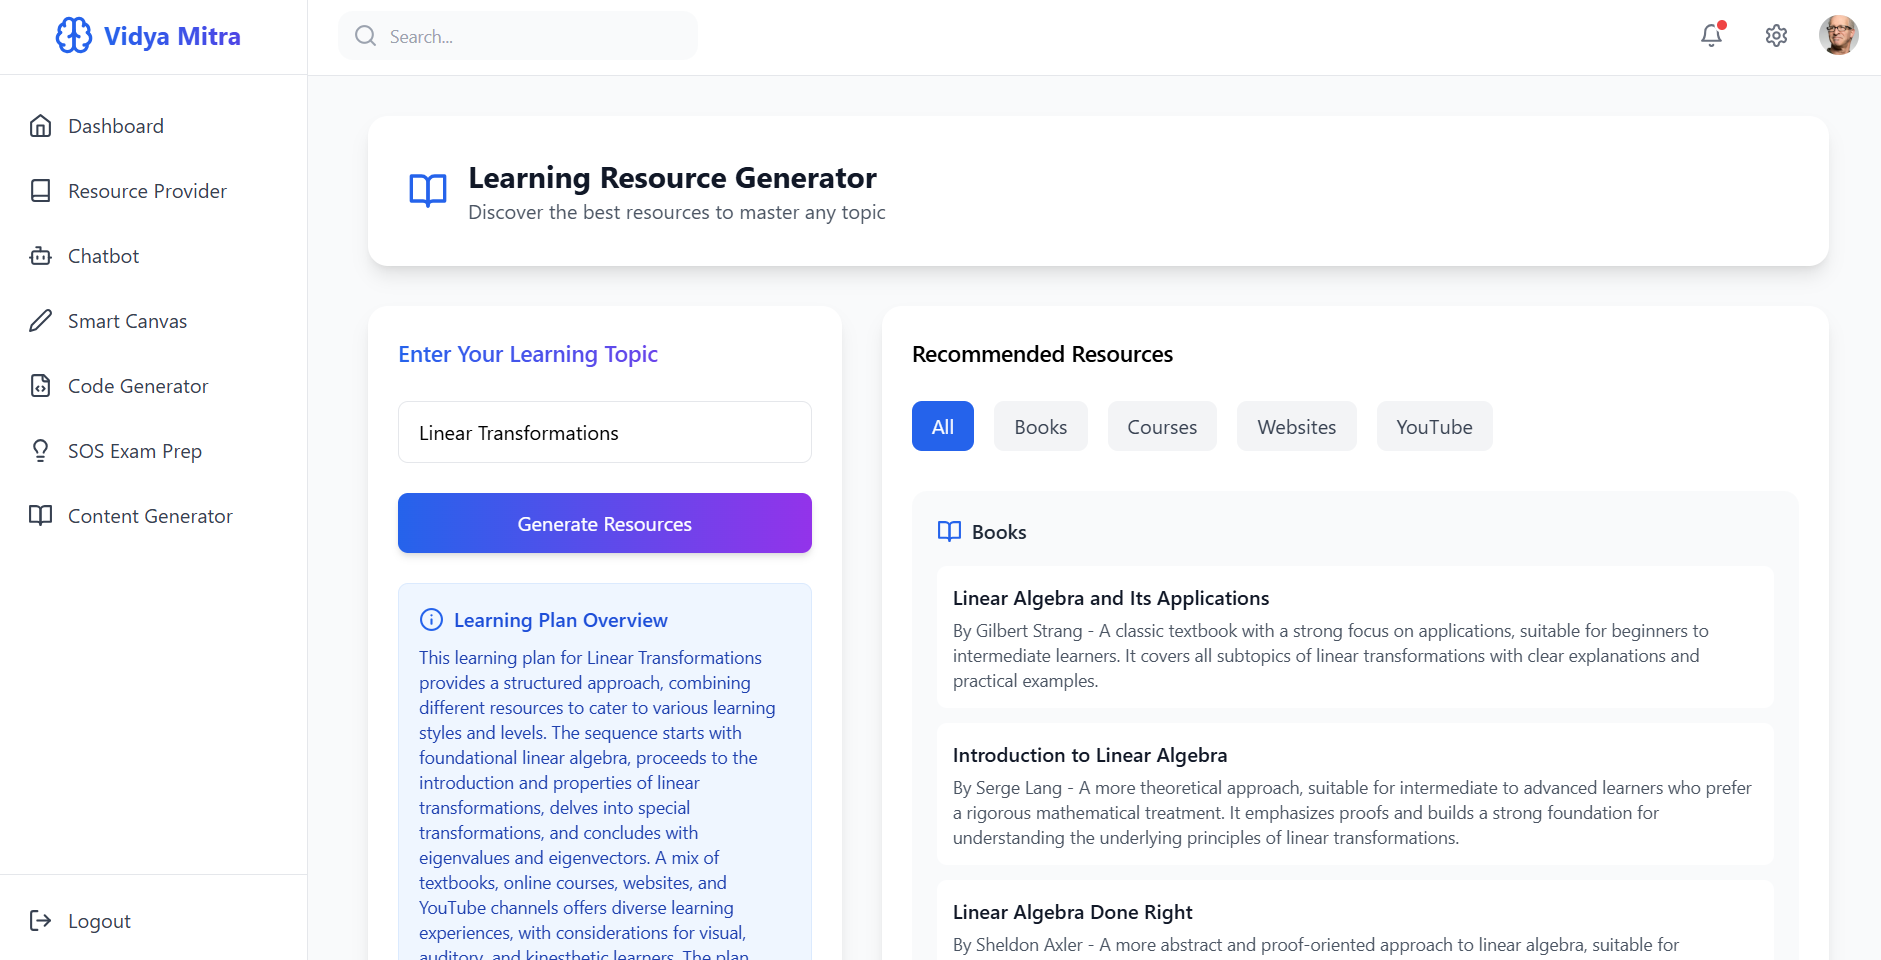 Vidya Mitra
Search...
Dashboard
Resource Provider
Chatbot
Smart Canvas
Code Generator
SOS Exam Prep
Content Generator
Logout
Learning Resource Generator
Discover the best resources to master any topic
Enter Your Learning Topic
Linear Transformations
Generate Resources
Learning Plan Overview
This learning plan for Linear Transformations
provides a structured approach, combining
different resources to cater to various learning
styles and levels. The sequence starts with
foundational linear algebra, proceeds to the
introduction and properties of linear
transformations, delves into special
transformations, and concludes with
eigenvalues and eigenvectors. A mix of
textbooks, online courses, websites, and
YouTube channels offers diverse learning
experiences, with considerations for visual,
auditory, and kinesthetic learners. The plan
Recommended Resources
All
Books
Courses
Websites
YouTube
Books
Linear Algebra and Its Applications
By Gilbert Strang - A classic textbook with a strong focus on applications, suitable for beginners to
intermediate learners. It covers all subtopics of linear transformations with clear explanations and
practical examples.
Introduction to Linear Algebra
By Serge Lang - A more theoretical approach, suitable for intermediate to advanced learners who prefer
a rigorous mathematical treatment. It emphasizes proofs and builds a strong foundation for
understanding the underlying principles of linear transformations.
Linear Algebra Done Right
By Sheldon Axler - A more abstract and proof-oriented approach to linear algebra, suitable for